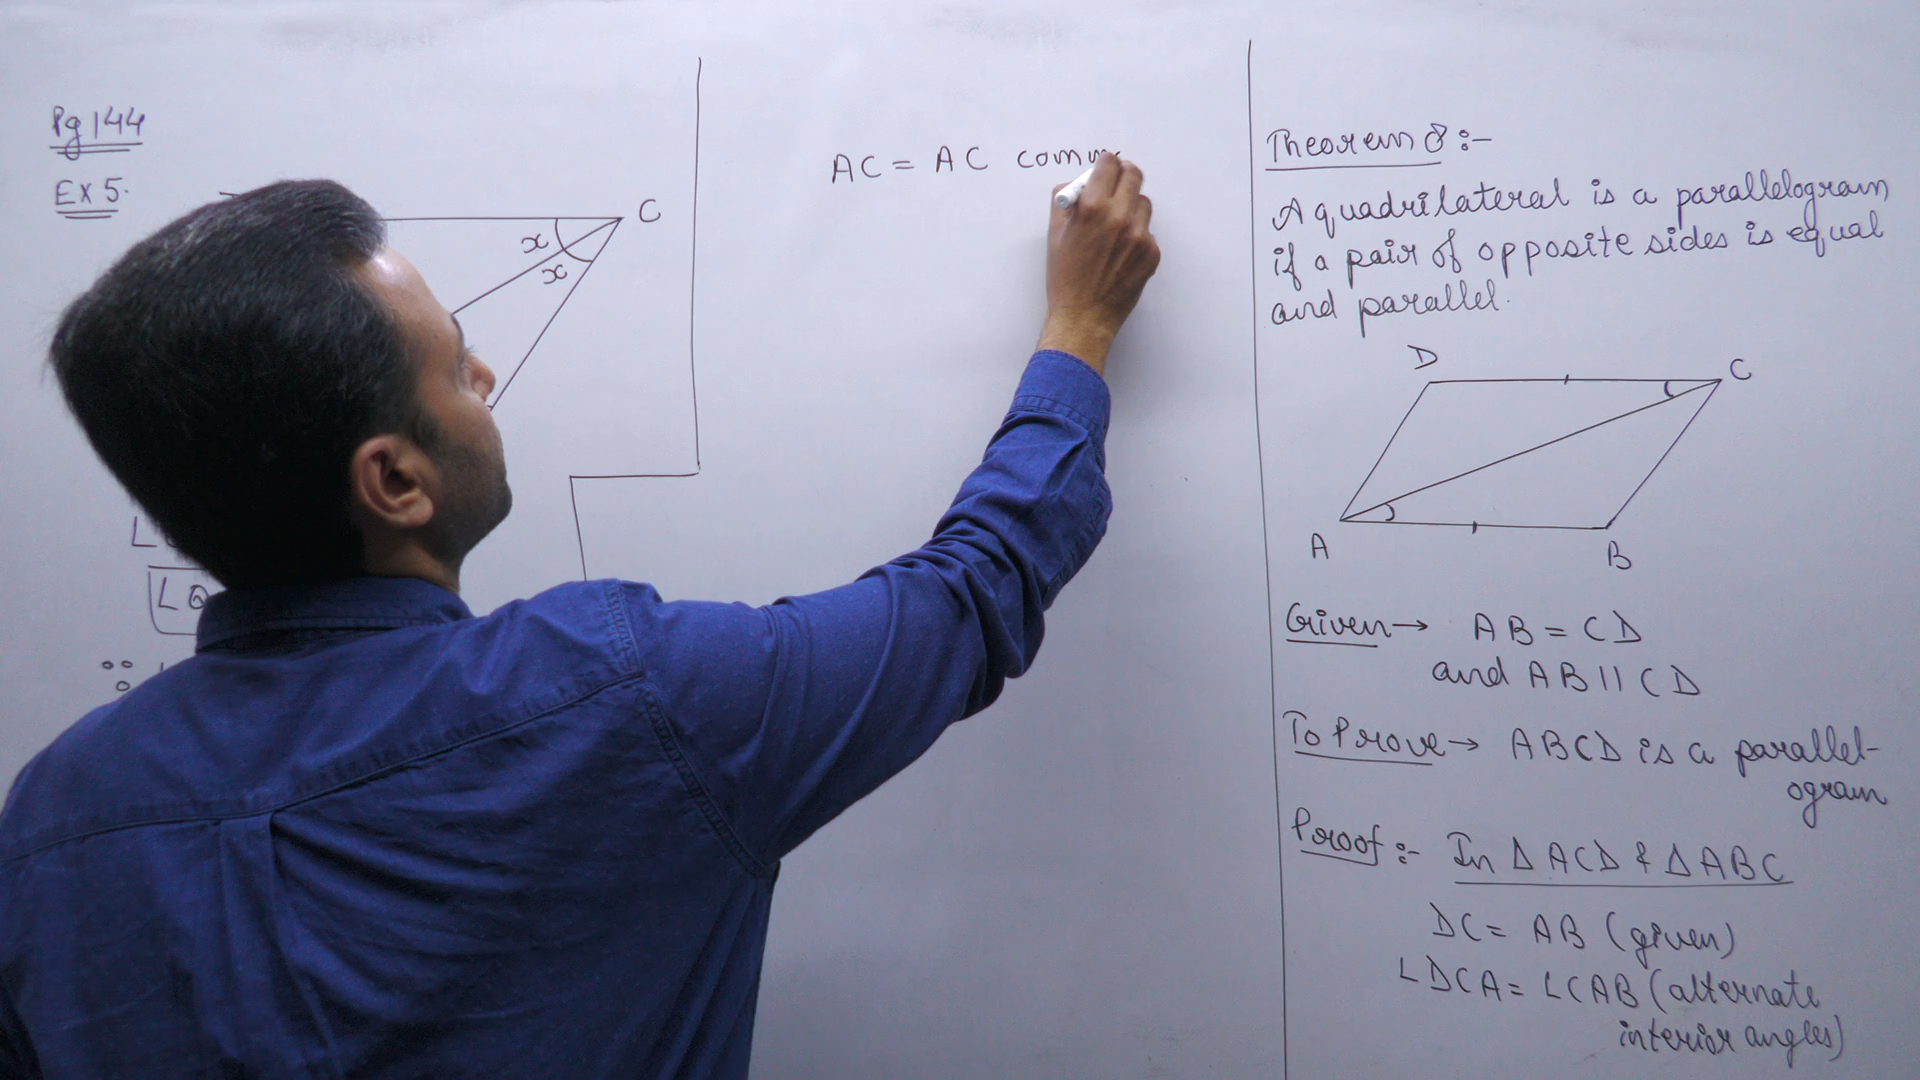 Pg 144
Ex 5.
C
x
x
∠Q
AC = AC comm
Theorem 8 :-
A quadrilateral is a parallelogram
if a pair of opposite sides is equal
and parallel.
D
C
A
B
Given → AB = CD
and AB || CD
To Prove → ABCD is a parallel-
ogram
Proof :- In Δ ACD & Δ ABC
DC = AB (given)
∠DCA = ∠CAB (alternate
interior angles)